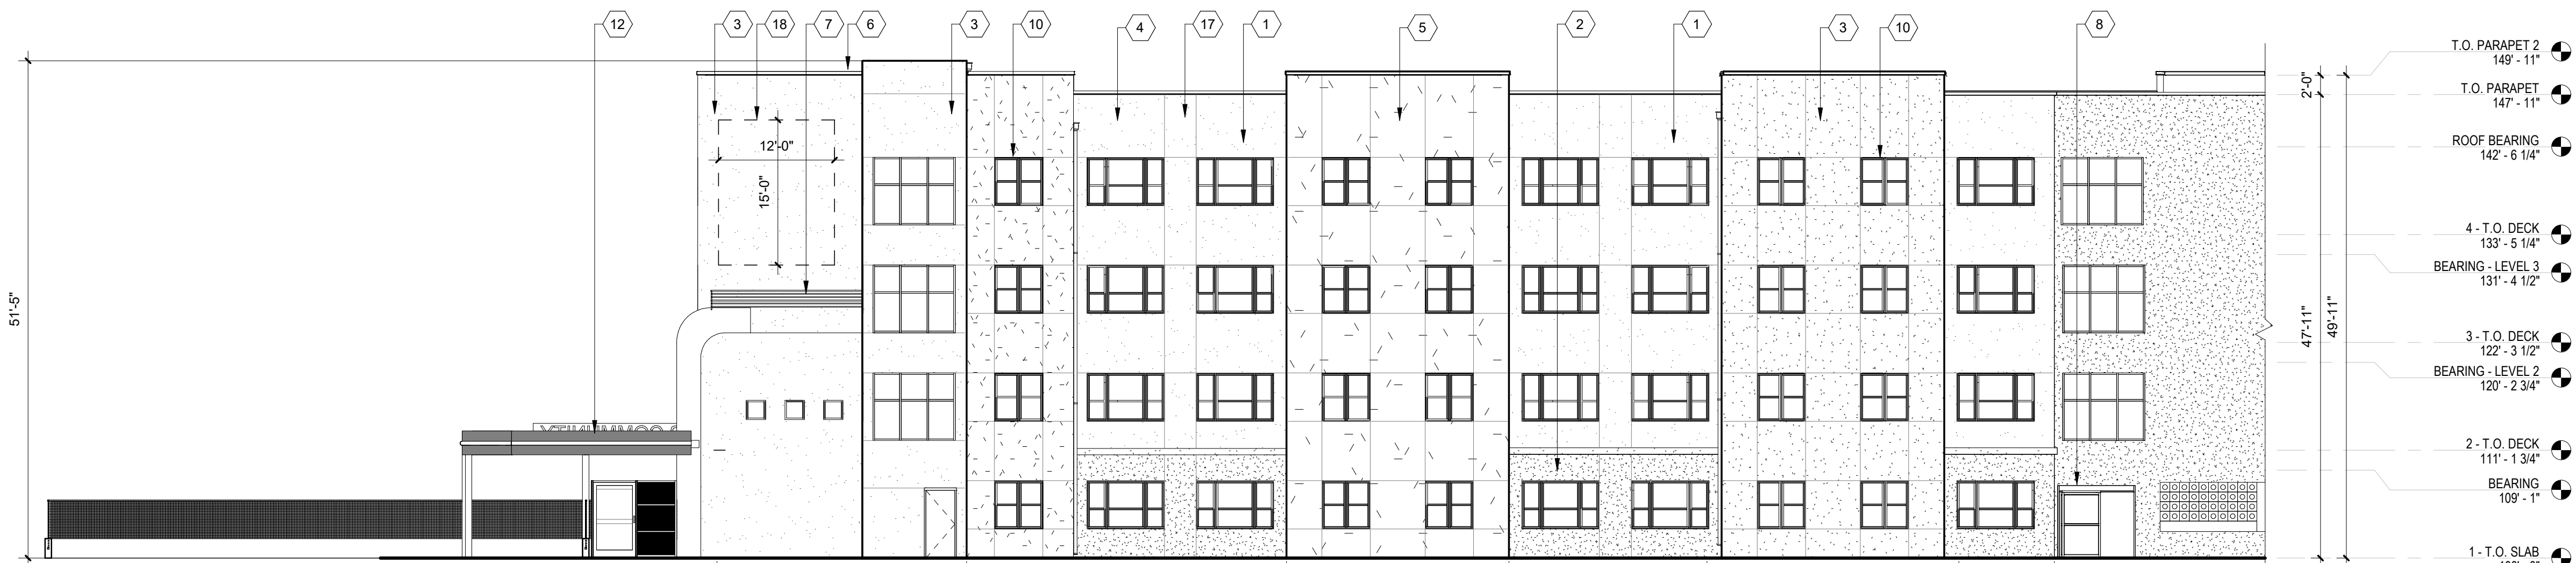 12
3
18
7
6
3
10
4
17
1
5
2
1
3
10
8
T.O. PARAPET 2
149' - 11"
T.O. PARAPET
147' - 11"
ROOF BEARING
142' - 6 1/4"
4 - T.O. DECK
133' - 5 1/4"
BEARING - LEVEL 3
131' - 4 1/2"
3 - T.O. DECK
122' - 3 1/2"
BEARING - LEVEL 2
120' - 2 3/4"
2 - T.O. DECK
111' - 1 3/4"
BEARING
109' - 1"
1 - T.O. SLAB
51'-5"
12'-0"
15'-0"
2'-0"
47'-11"
49'-11"